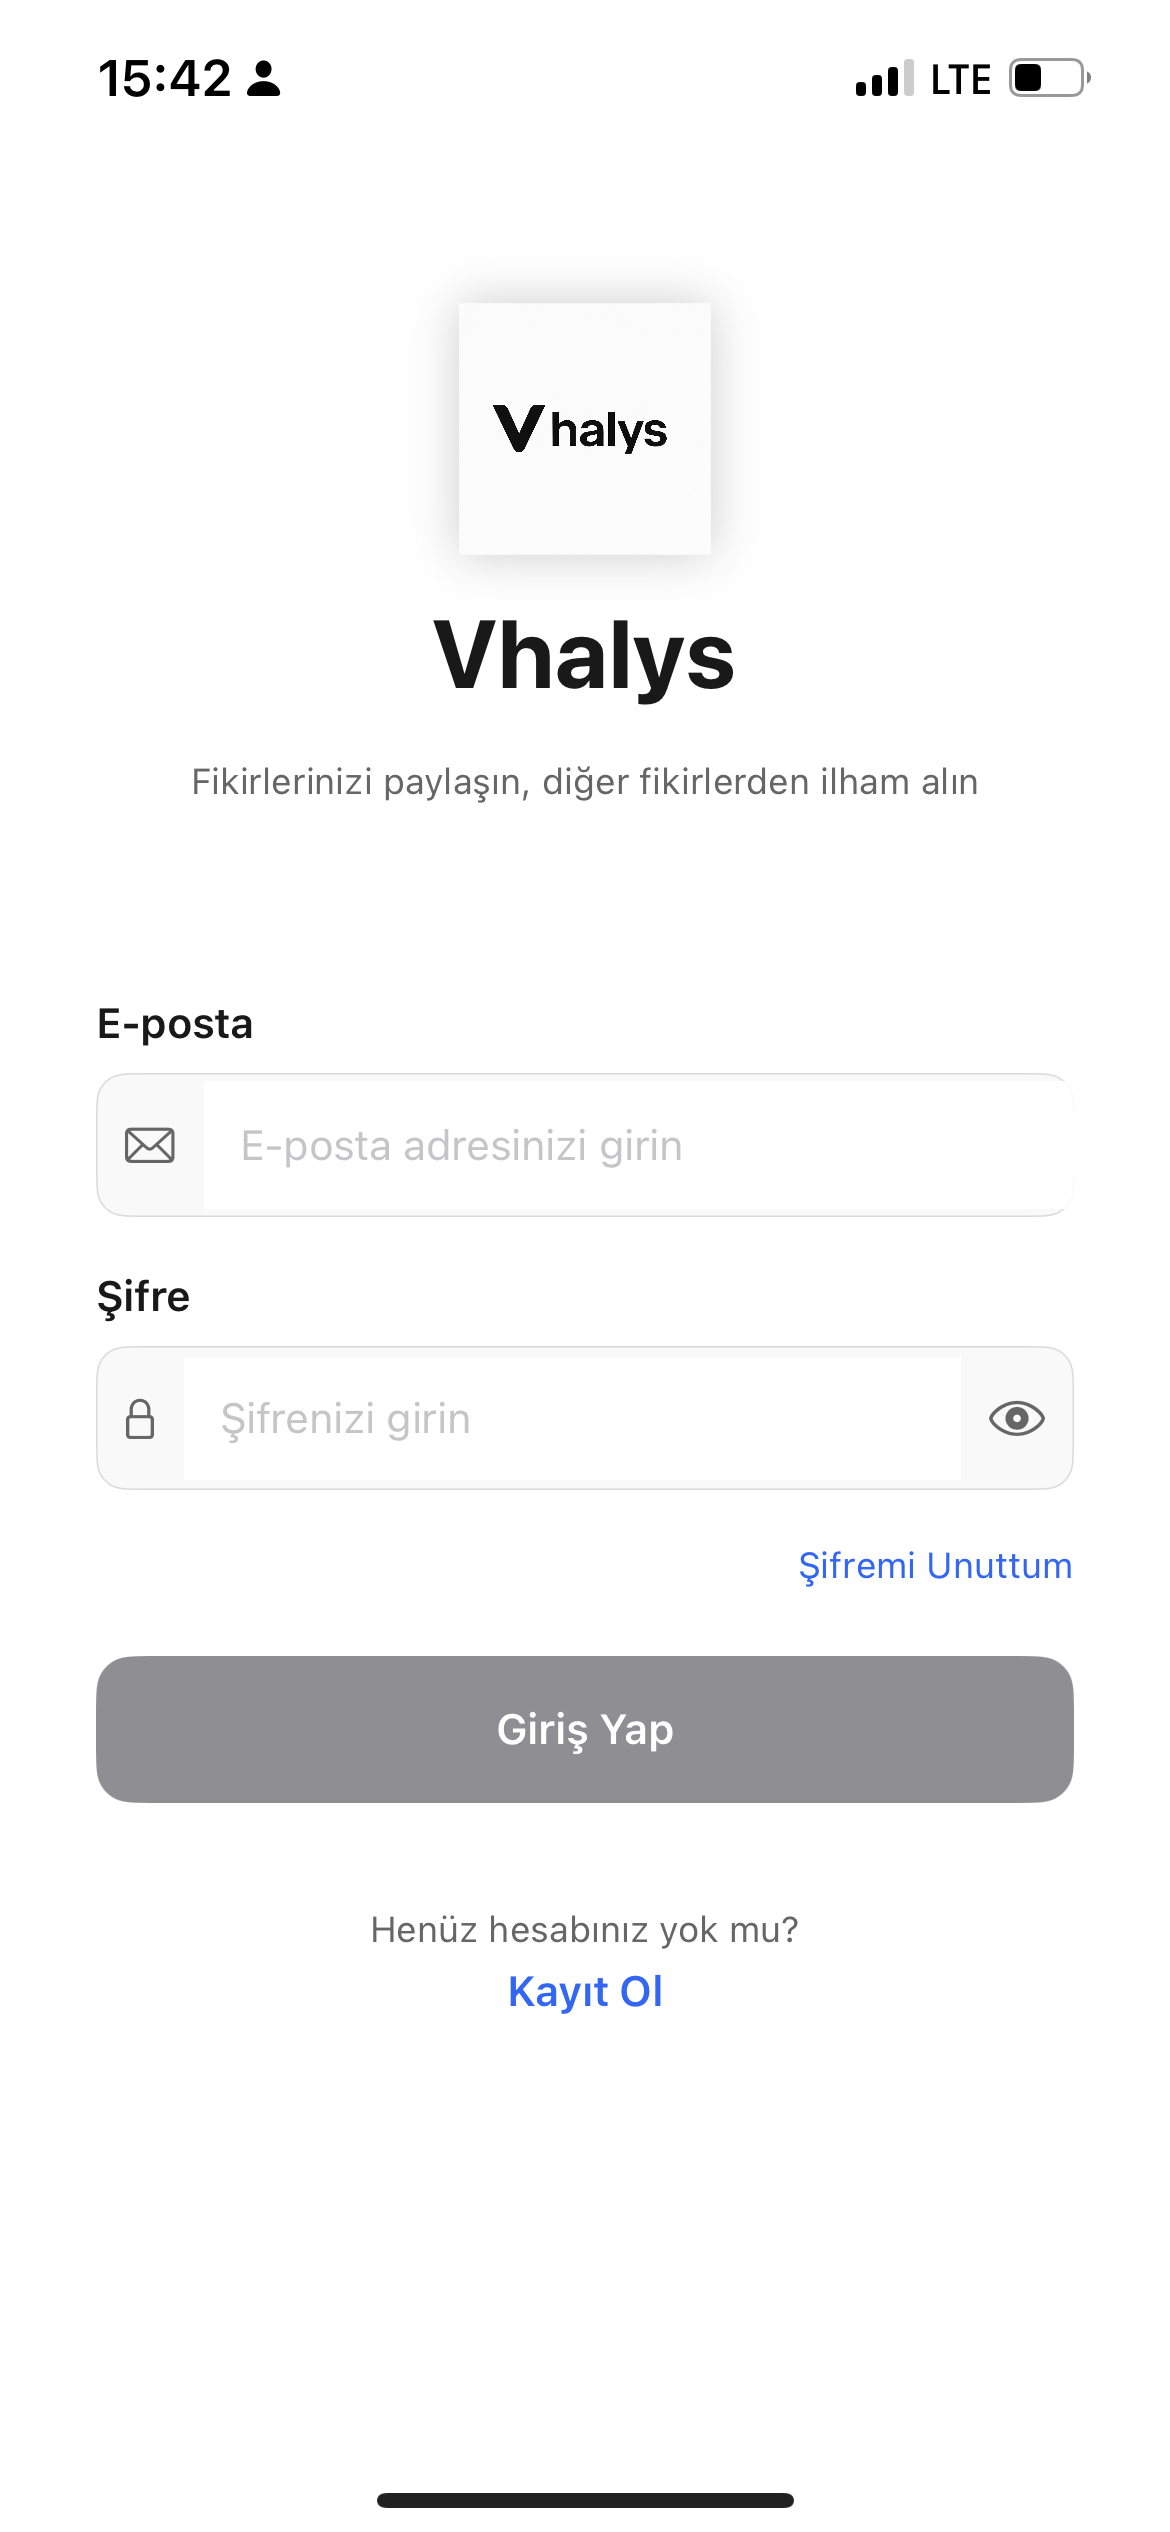 15:42
LTE
Vhalys
Vhalys
Fikirlerinizi paylaşın, diğer fikirlerden ilham alın
E-posta
E-posta adresinizi girin
Şifre
Şifrenizi girin
Şifremi Unuttum
Giriş Yap
Henüz hesabınız yok mu?
Kayıt Ol